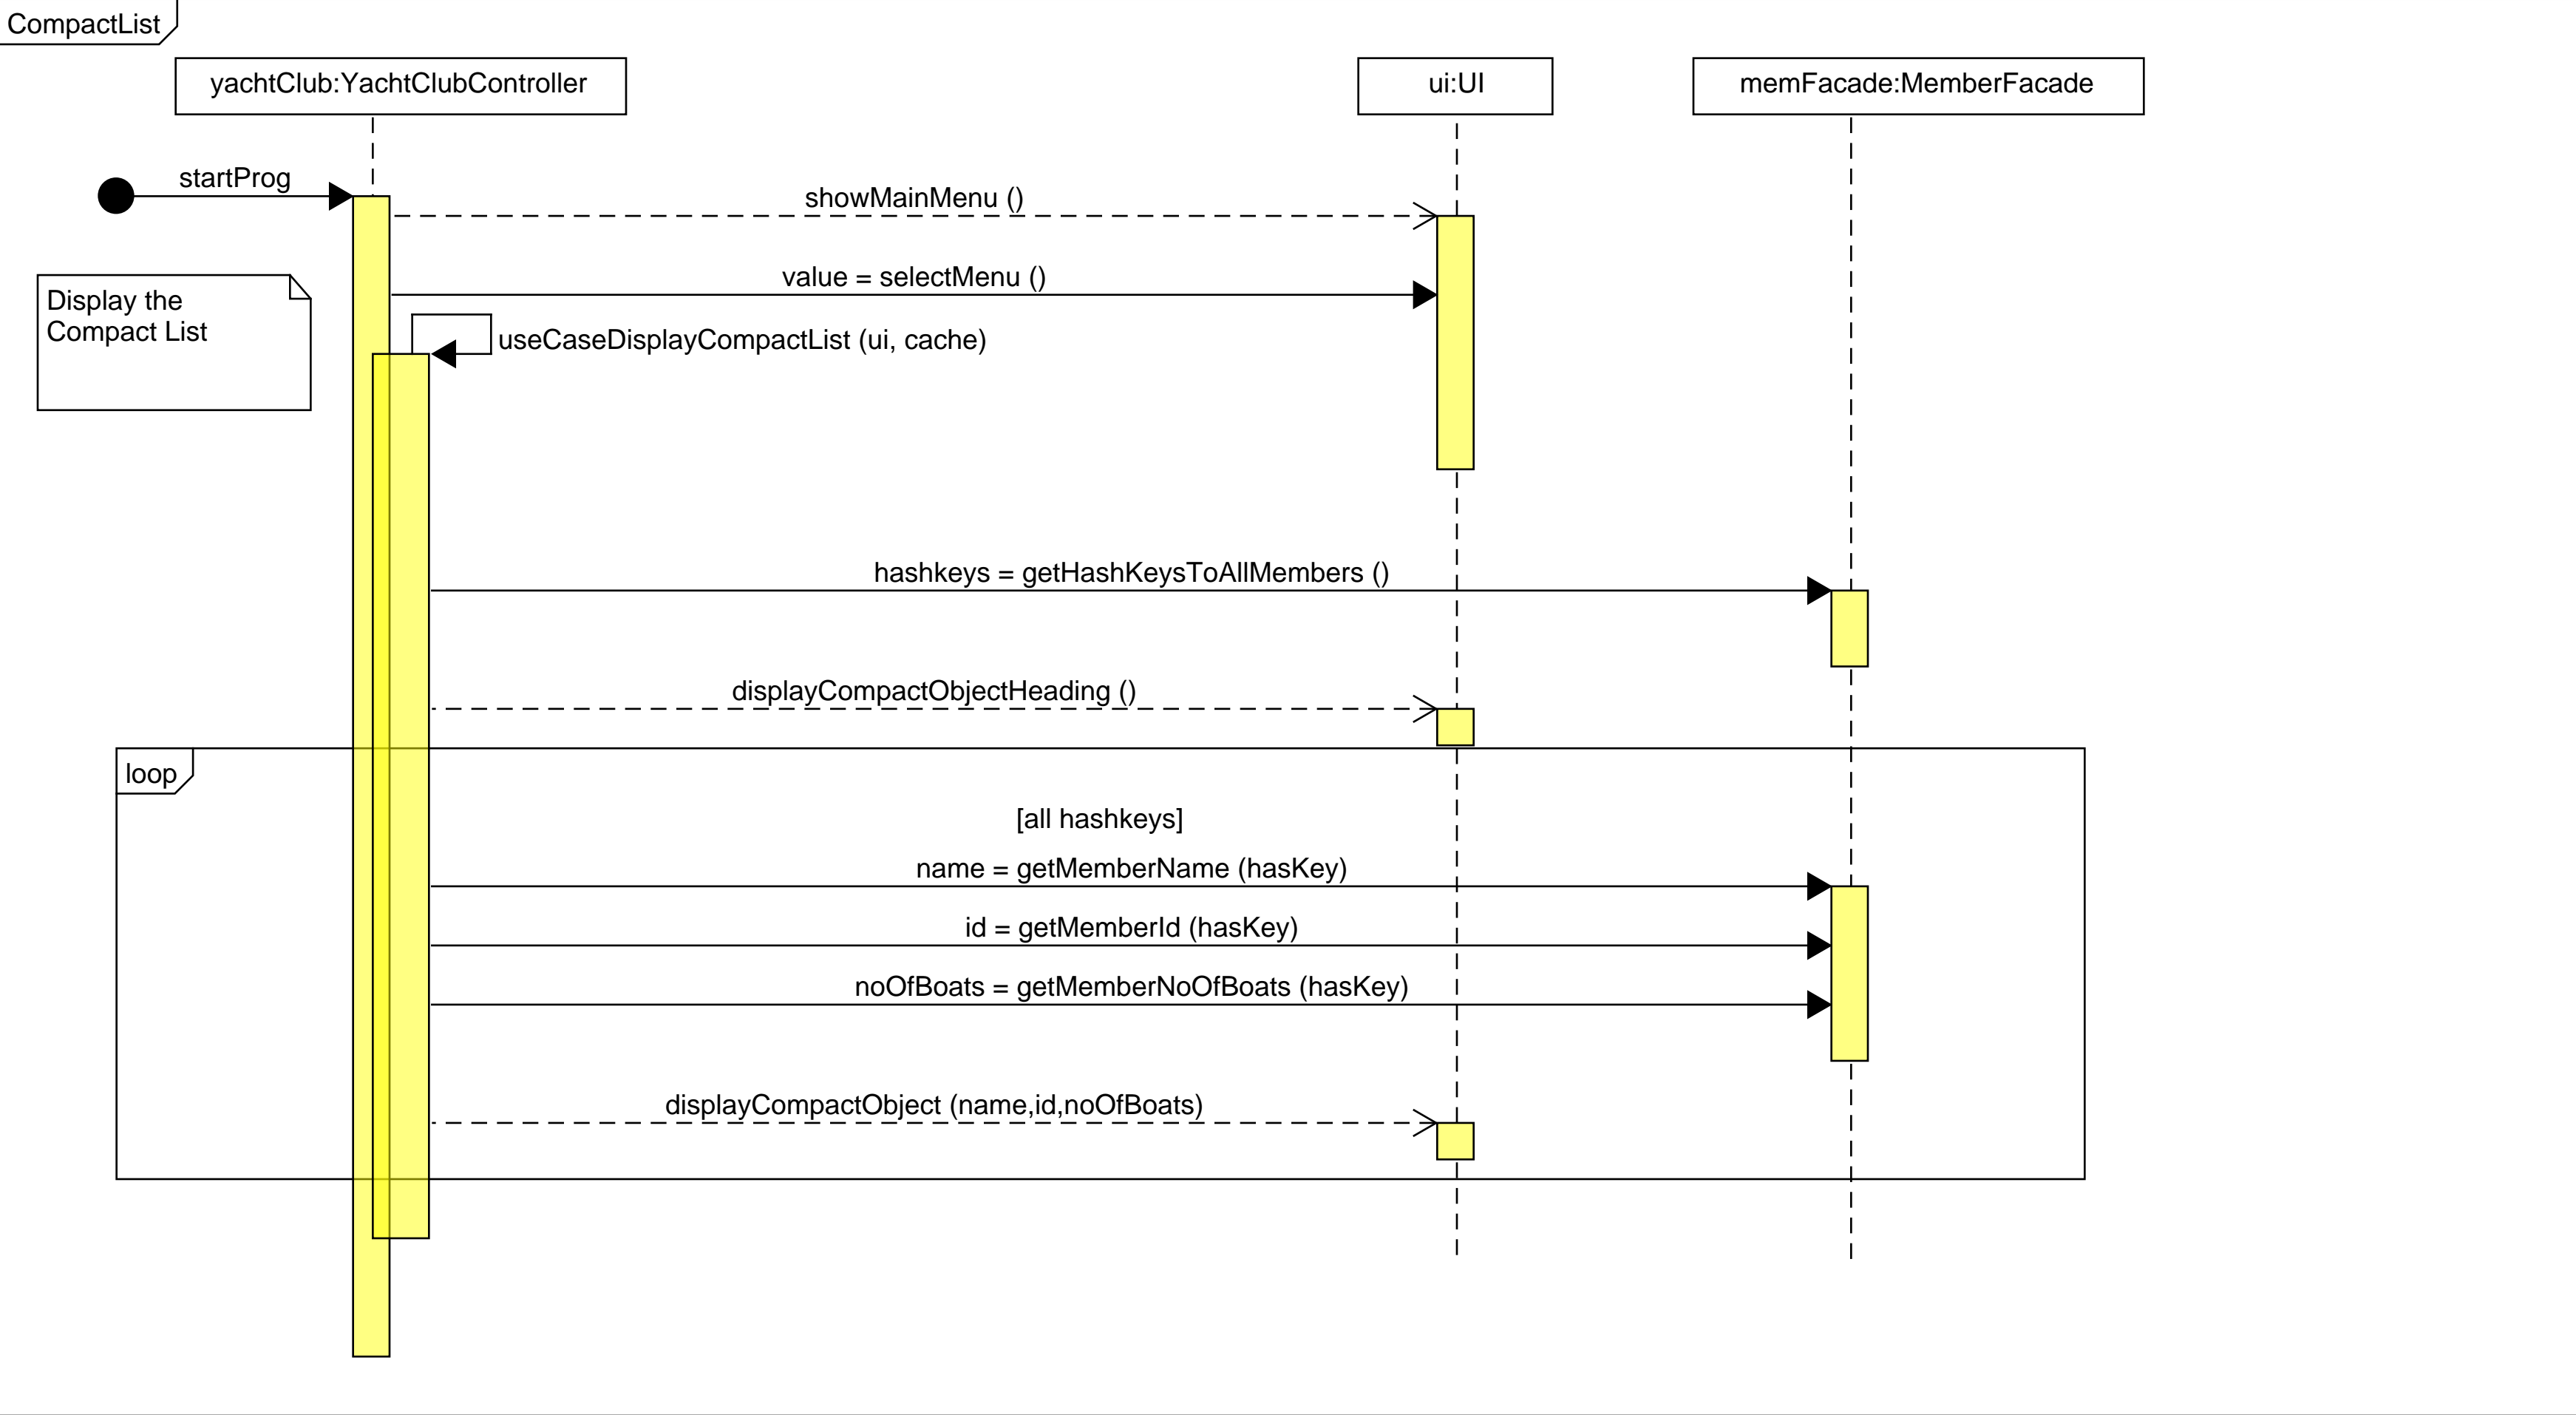 CompactList
yachtClub:YachtClubController
ui:UI
memFacade:MemberFacade
startProg
showMainMenu ()
value = selectMenu ()
Display the
Compact List
useCaseDisplayCompactList (ui, cache)
hashkeys = getHashKeysToAllMembers ()
displayCompactObjectHeading ()
loop
[all hashkeys]
name = getMemberName (hasKey)
id = getMemberId (hasKey)
noOfBoats = getMemberNoOfBoats (hasKey)
displayCompactObject (name,id,noOfBoats)